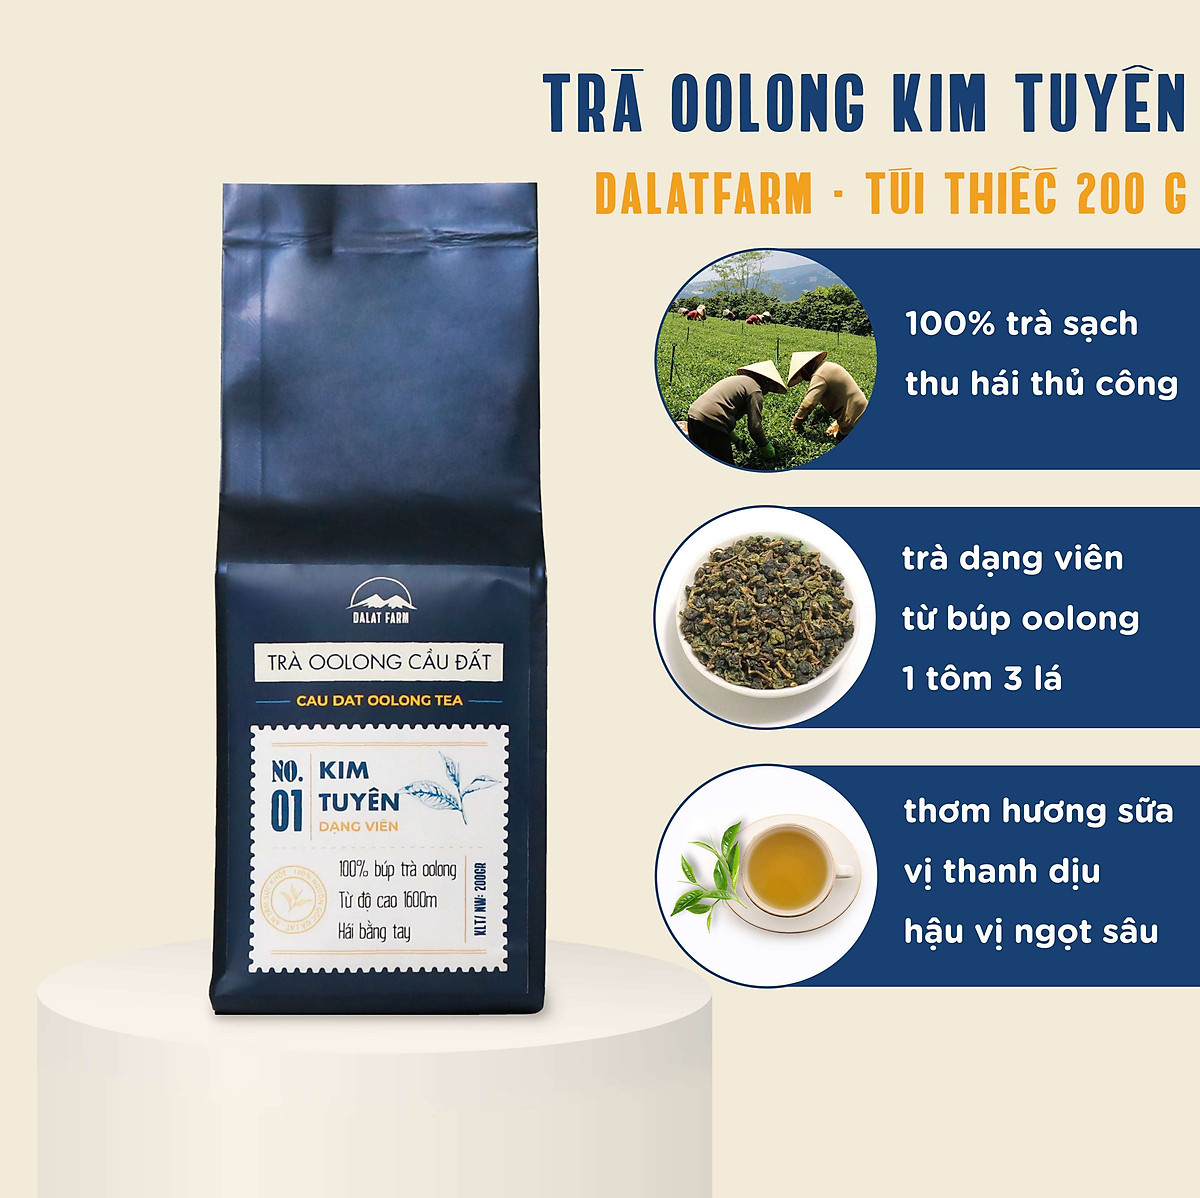 TRÀ OOLONG KIM TUYÊN
DALATFARM - TÚI THIẾC 200 G
100% trà sạch
thu hái thủ công
trà dạng viên
từ búp oolong
1 tôm 3 lá
thơm hương sữa
vị thanh dịu
hậu vị ngọt sâu
DALAT FARM
TRÀ OOLONG CẦU ĐẤT
CAU DAT OOLONG TEA
NO.
01
KIM
TUYÊN
DẠNG VIÊN
100% búp trà oolong
Từ độ cao 1600m
Hái bằng tay
KLT/ NW: 200GR